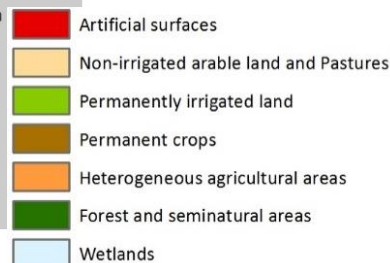 Artificial surfaces
Non-irrigated arable land and Pastures
Permanently irrigated land
Permanent crops
Heterogeneous agricultural areas
Forest and seminatural areas
Wetlands